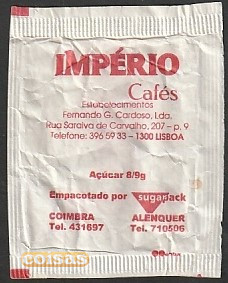 IMPÉRIO
Cafés
Estabelecimentos
Fernando G. Cardoso, Lda.
Rua Saraiva de Carvalho, 207 - p. 9
Telefone: 396 59 33 - 1300 LISBOA
Açúcar 8/9g
Empacotado por sugarpack
COIMBRA ALENQUER
Tel. 431697 Tel. 710506
coisas